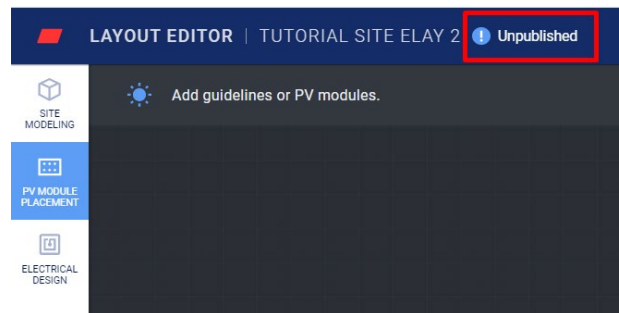 LAYOUT EDITOR | TUTORIAL SITE ELAY 2 ! Unpublished
Add guidelines or PV modules.
SITE
MODELING
PV MODULE
PLACEMENT
ELECTRICAL
DESIGN